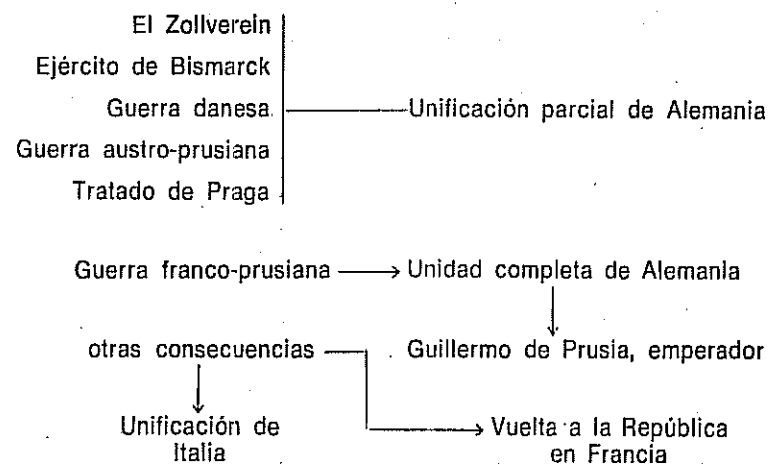 El Zollverein
Ejército de Bismarck
Guerra danesa Unificación parcial de Alemania
Guerra austro-prusiana
Tratado de Praga
Guerra franco-prusiana Unidad completa de Alemania
otras consecuencias Guillermo de Prusia, emperador
Unificación de Italia
Vuelta a la República
en Francia